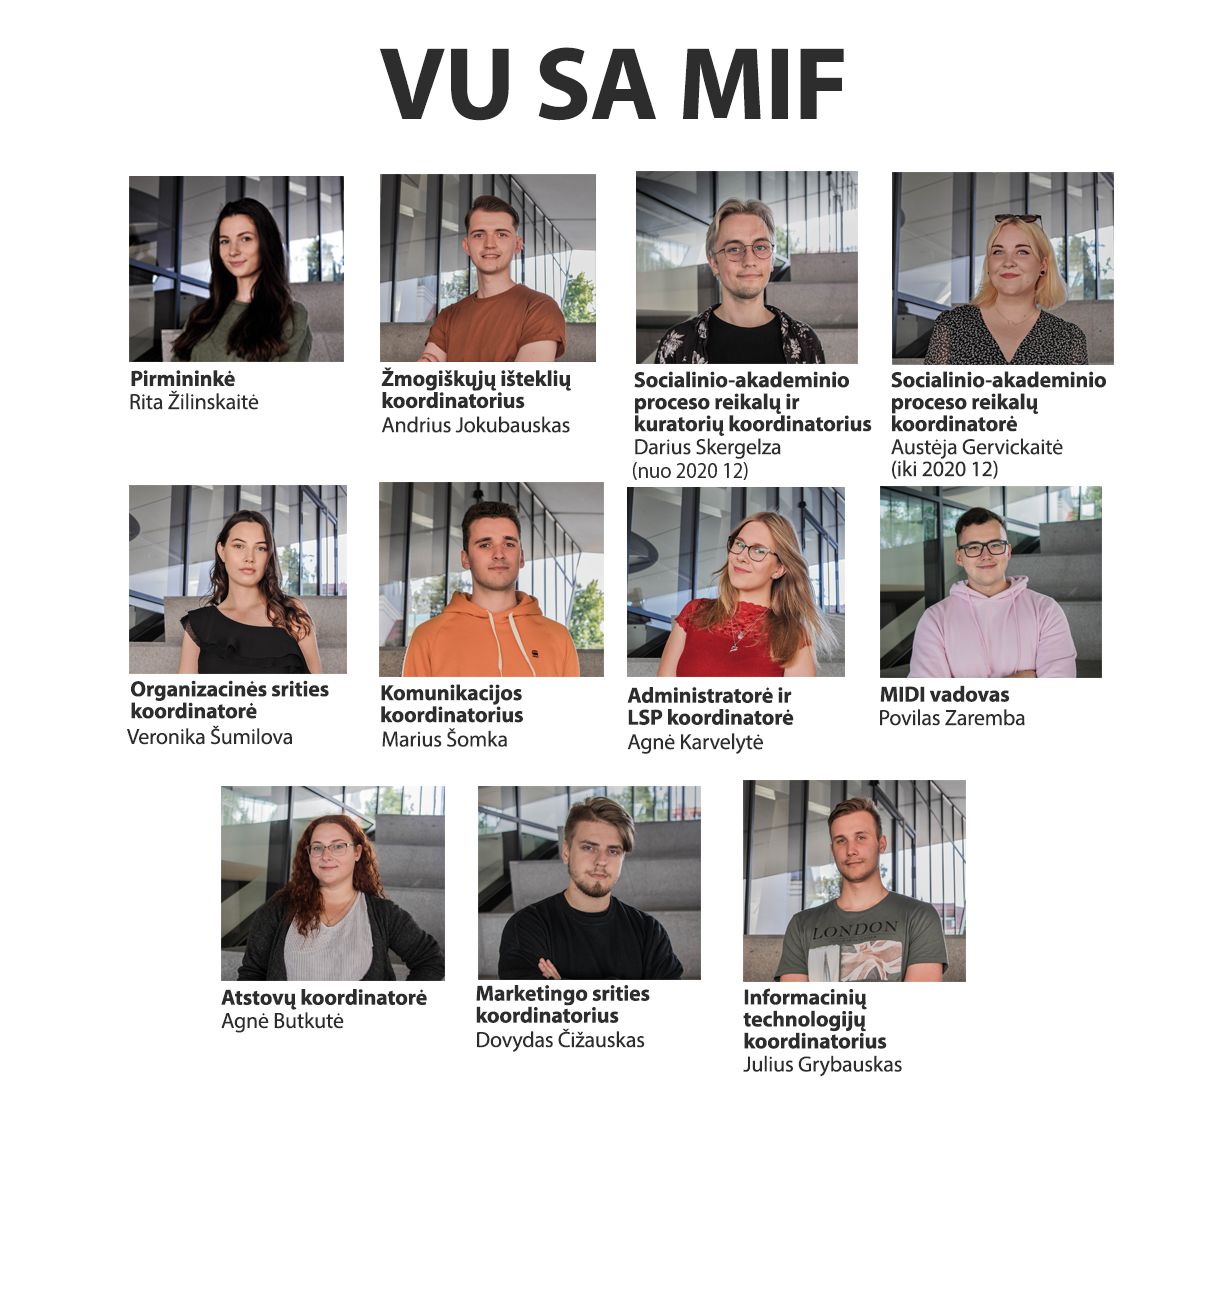 VU SA MIF
Pirmininkė
Rita Žilinskaitė
Žmogiškųjų išteklių
koordinatorius
Andrius Jokubauskas
Socialinio-akademinio
proceso reikalų ir
kuratorių koordinatorius
Darius Skergelza
(nuo 2020 12)
Socialinio-akademinio
proceso reikalų
koordinatorė
Austėja Gervickaitė
(iki 2020 12)
Organizacinės srities
koordinatorė
Veronika Šumilova
Komunikacijos
koordinatorius
Marius Šomka
Administratorė ir
LSP koordinatorė
Agnė Karvelytė
MIDI vadovas
Povilas Zaremba
Atstovų koordinatorė
Agnė Butkutė
Marketingo srities
koordinatorius
Dovydas Čižauskas
LONDON
Informacinių
technologijų
koordinatorius
Julius Grybauskas